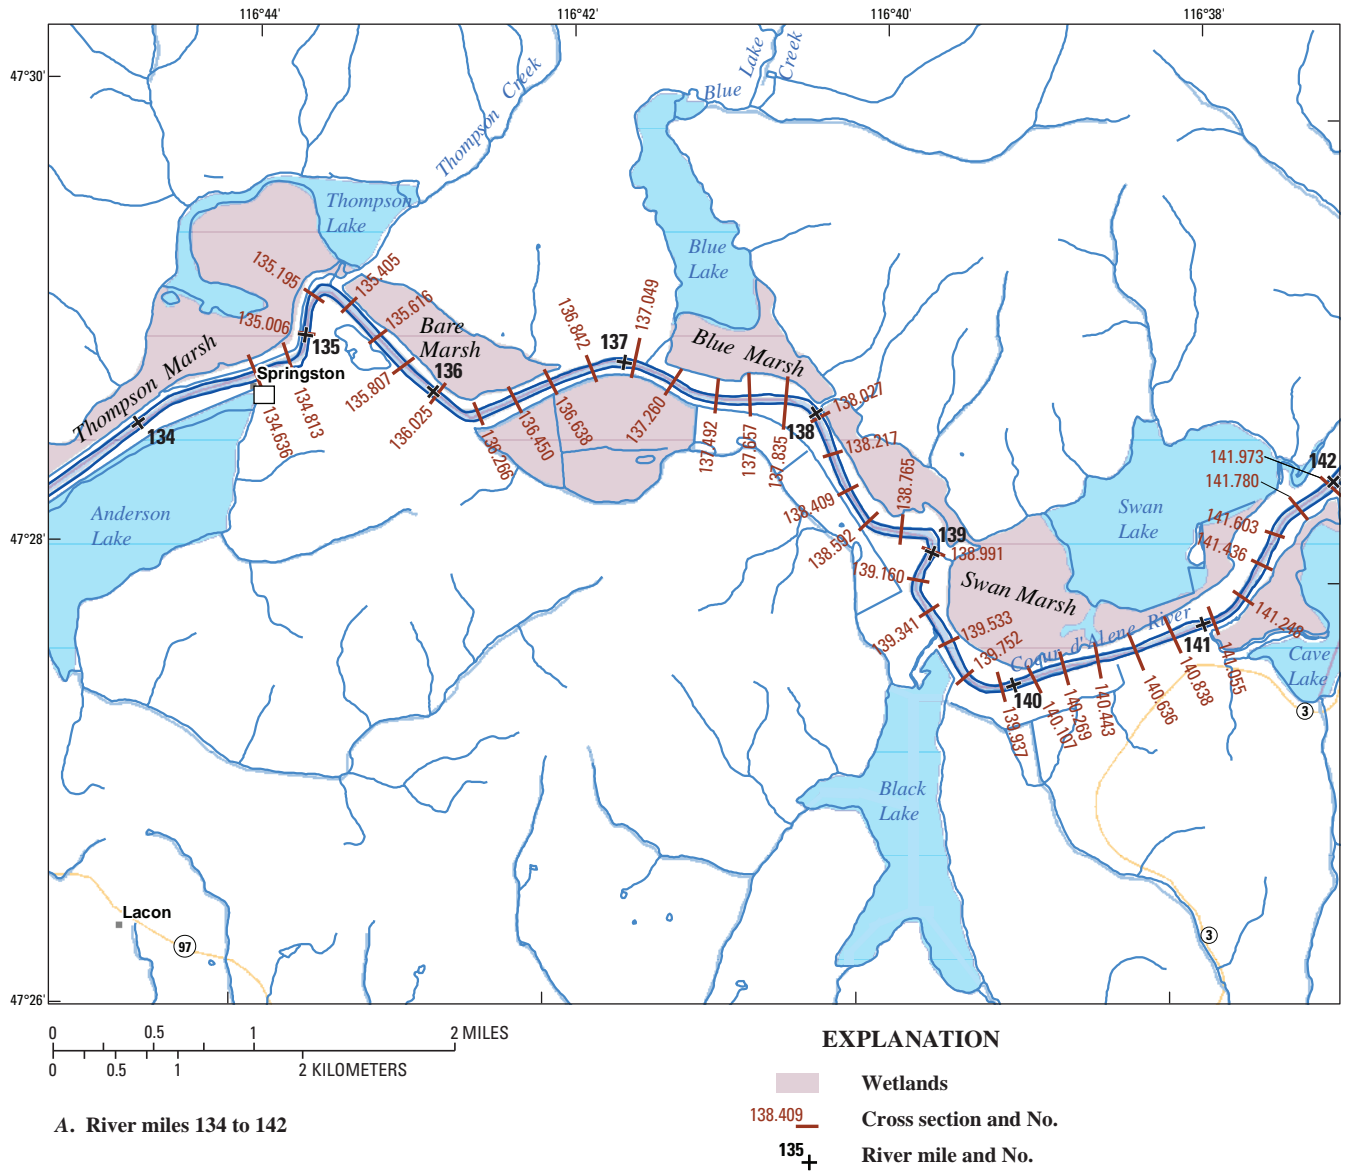 116°44'
116°42'
116°40'
116°38'
47°30'
47°28'
47°26'
Thompson Creek
Thompson Creek
Blue Lake Creek
Thompson
Lake
Blue
Lake
135.195
135.405
135.616
135.006
135
Bare
Marsh
136
136.842
137
137.049
Blue Marsh
Thompson Marsh
Springston
134
134.636
134.813
135.807
136.025
136.266
136.450
136.638
137.260
137.492
137.657
137.835
138
138.027
138.217
138.409
138.592
138.765
139
138.991
139.160
139.341
139.533
139.752
139.937
140
140.107
140.269
140.443
140.636
140.838
141
141.055
141.248
141.436
141.603
141.780
141.973
142
Anderson
Lake
Swan
Lake
Swan Marsh
Coeur d'Alene River
Cave
Lake
3
Black
Lake
Lacon
97
3
0 0.5 1 2 MILES
0 0.5 1 2 KILOMETERS
A. River miles 134 to 142
EXPLANATION
Wetlands
138.409 Cross section and No.
135 River mile and No.